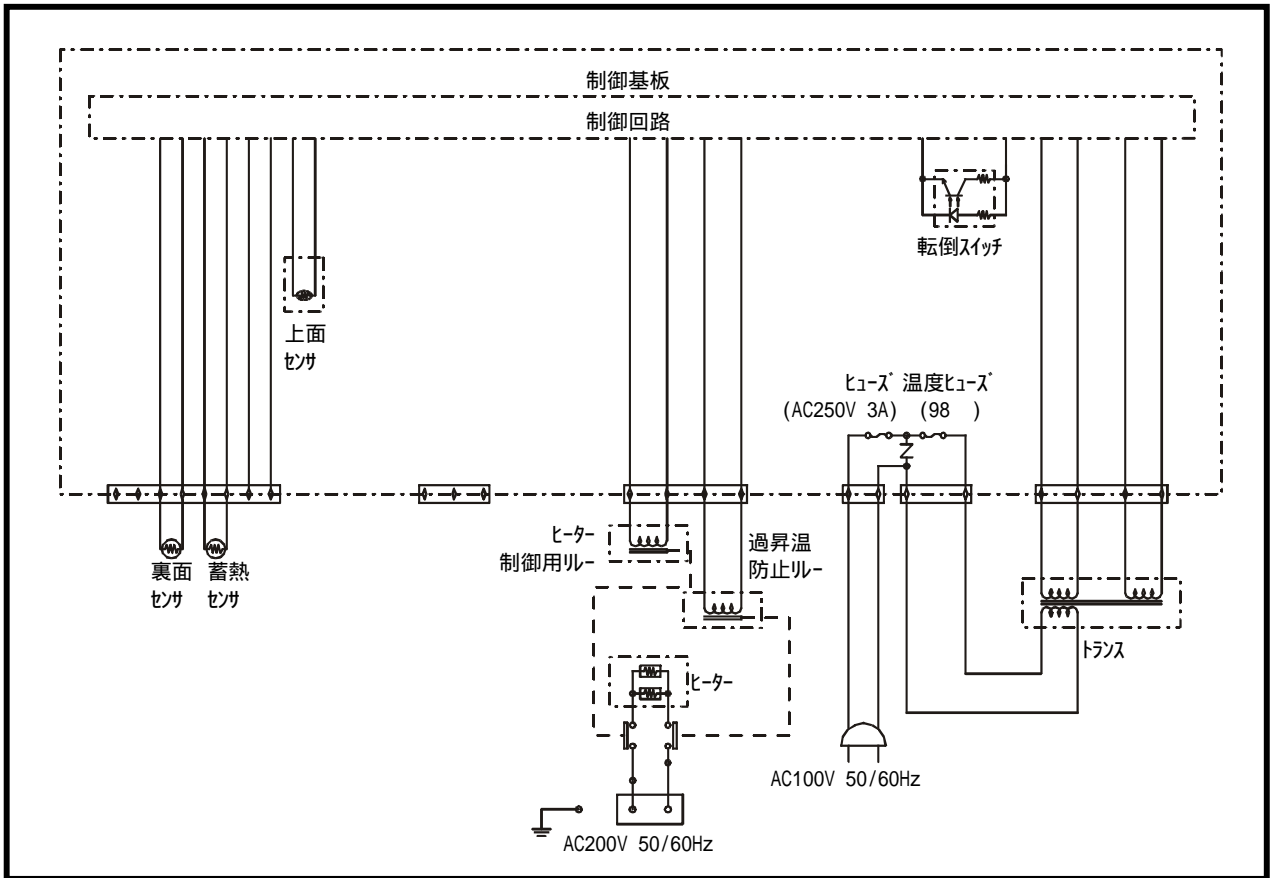 制御基板
制御回路
転倒ｽｲｯﾁ
上面
ｾﾝｻ
ﾋｭｰｽﾞ 温度ﾋｭｰｽﾞ
(AC250V 3A) (98 )
ﾋｰﾀｰ
制御用ﾘﾚｰ
過昇温
防止ﾘﾚｰ
裏面 蓄熱
ｾﾝｻ ｾﾝｻ
ﾄﾗﾝｽ
ﾋｰﾀｰ
AC100V 50/60Hz
AC200V 50/60Hz